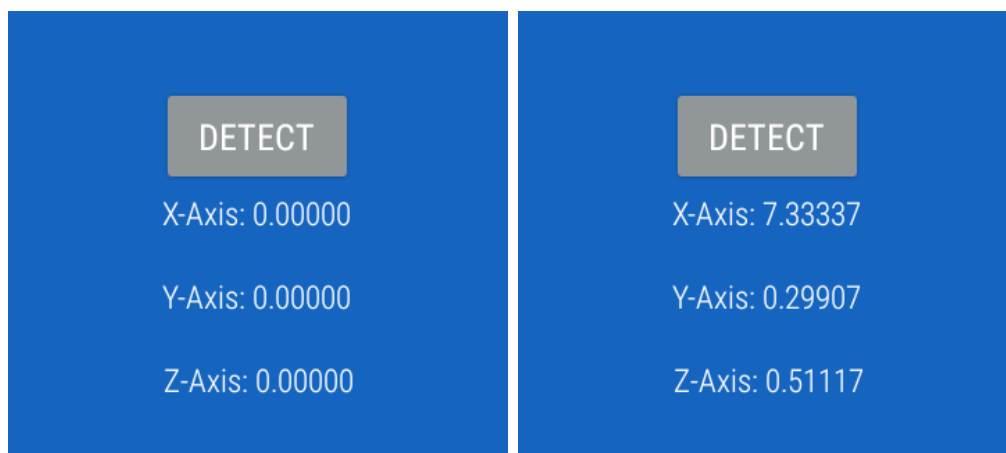 DETECT
X-Axis: 0.00000
Y-Axis: 0.00000
Z-Axis: 0.00000
DETECT
X-Axis: 7.33337
Y-Axis: 0.29907
Z-Axis: 0.51117